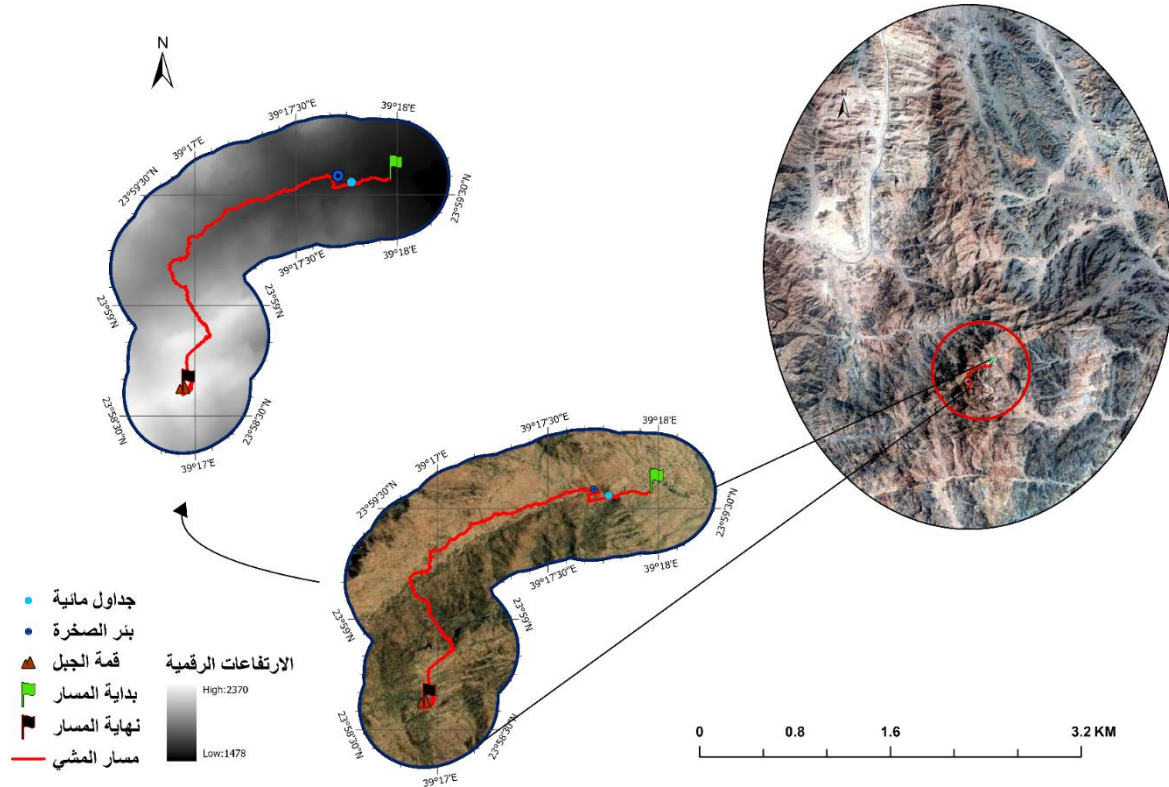 N
39°17'30"E
39°18'E
39°17'E
23°59'30"N
23°59'30"N
39°18'E
39°17'30"E
23°59'N
23°59'N
23°58'30"N
23°58'30"N
39°17'E
N
39°18'E
39°17'30"E
39°17'E
23°59'30"N
23°59'30"N
39°18'E
39°17'30"E
23°59'N
23°59'N
23°58'30"N
23°58'30"N
39°17'E
جداول مائية
بئر الصخرة
قمة الجبل
بداية المسار
نهاية المسار
مسار المشي
الارتفاعات الرقمية
High:2370
Low:1478
0 0.8 1.6 3.2 KM